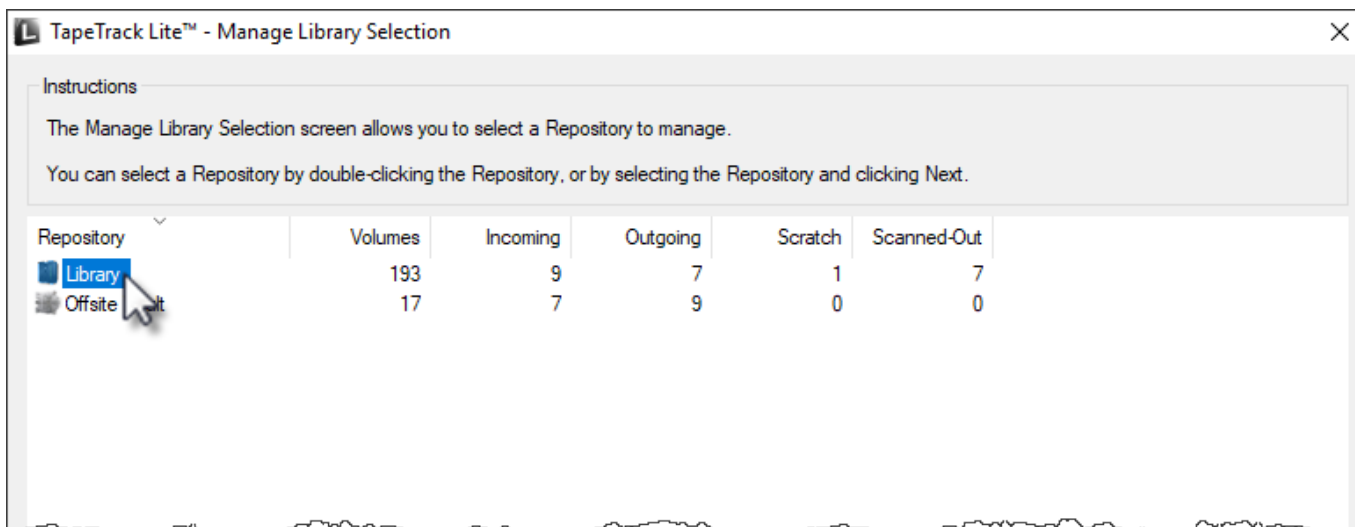 TapeTrack Lite™ - Manage Library Selection
Instructions
The Manage Library Selection screen allows you to select a Repository to manage.
You can select a Repository by double-clicking the Repository, or by selecting the Repository and clicking Next.
Repository Volumes Incoming Outgoing Scratch Scanned-Out
Library 193 9 7 1 7
Offsite 17 7 9 0 0